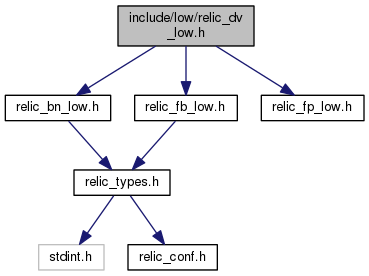 include/low/relic_dv
_low.h
relic_bn_low.h
relic_fb_low.h
relic_fp_low.h
relic_types.h
stdint.h
relic_conf.h